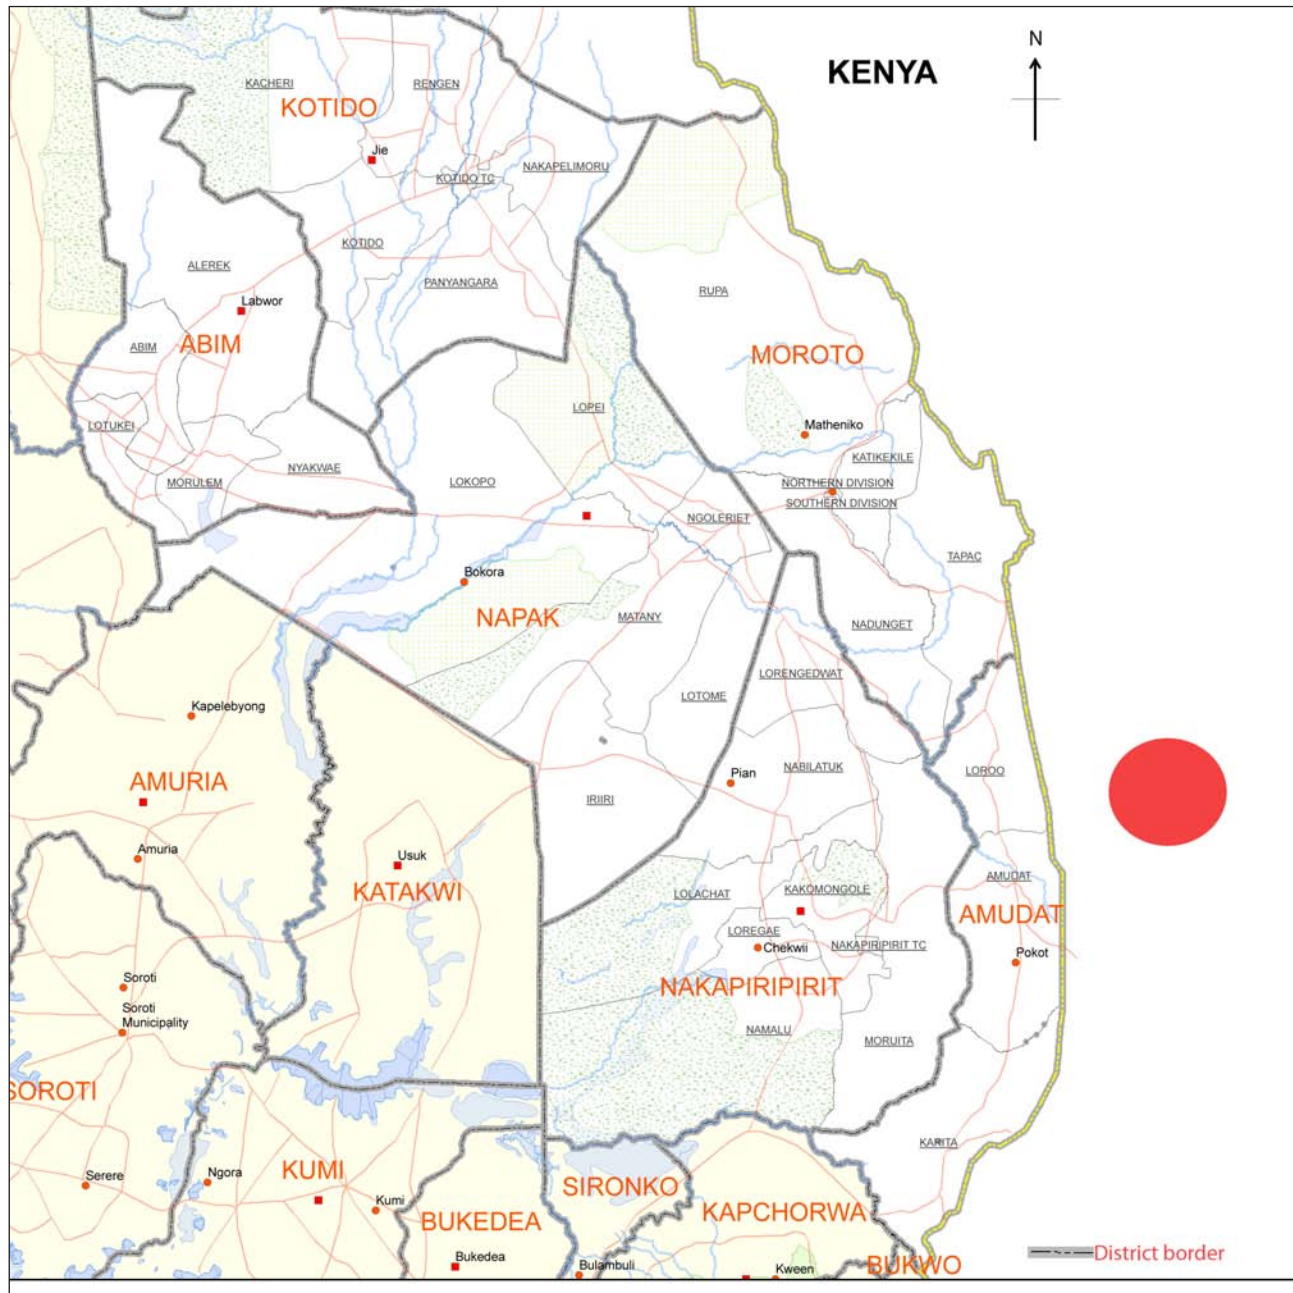 N
KENYA
KACHERI
RENGEN
KOTIDO
Jie
NAKAPELIMORU
KOTIDO TC
KOTIDO
ALEREK
PANYANGARA
RUPA
Labwor
ABIM
ABIM
MOROTO
LOPEI
LOTUKEI
Matheniko
KATIKEKILE
NYAKWAE
MORULEM
LOKOPO
NORTHERN DIVISION
SOUTHERN DIVISION
NGOLERIET
TAPAC
Bokora
NAPAK
MATANY
NADUNGET
LORENGEDWAT
LOTOME
Kapelebyong
NABILATUK
Pian
LOROO
AMURIA
IRIIRI
Amuria
Usuk
KATAKWI
LOLACHAT
KAKOMONGOLE
AMUDAT
AMUDAT
LOREGAE
Chekwii
NAKAPIRIPIRIT TC
Pokot
Soroti
NAKAPIRIPIRIT
Soroti
Municipality
NAMALU
MORUITA
SOROTI
KARITA
Serere
Ngora
KUMI
Kumi
SIRONKO
KAPCHORWA
BUKEDEA
Bukedea
Bulambuli
Kween
BUKWO
District border